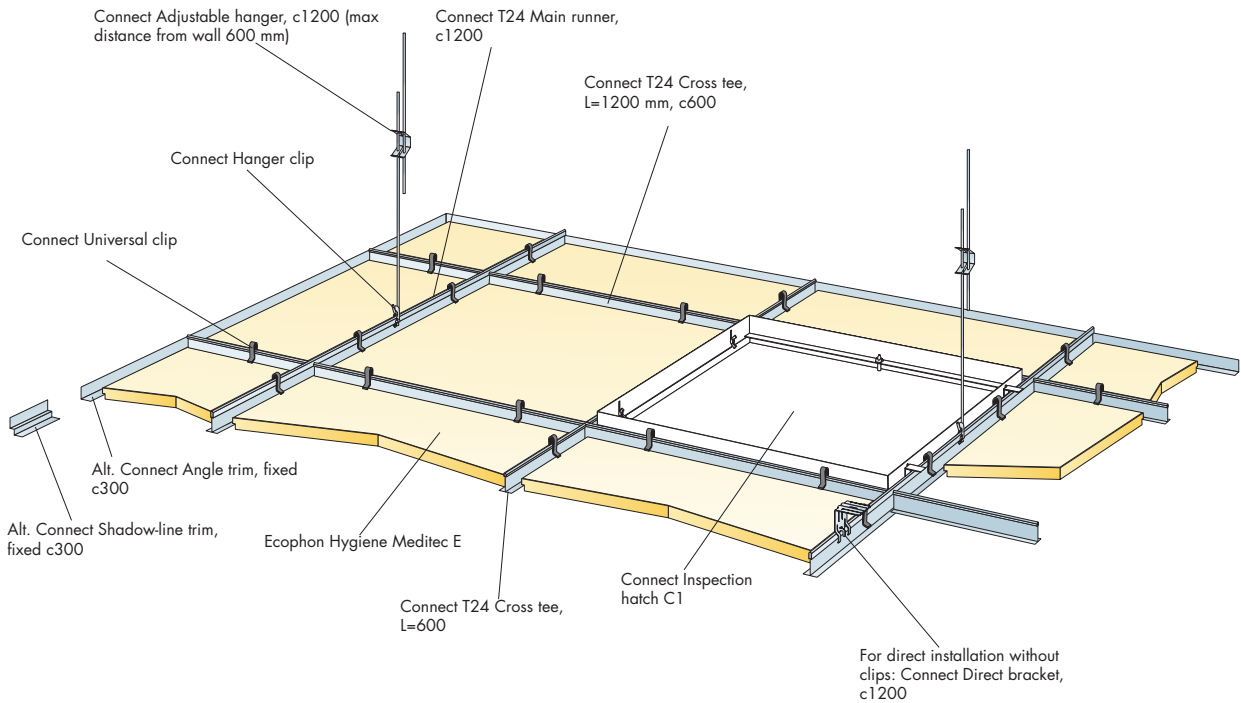 Connect Adjustable hanger, c1200 (max
distance from wall 600 mm)
Connect T24 Main runner,
c1200
Connect T24 Cross tee,
L=1200 mm, c600
Connect Hanger clip
Connect Universal clip
Alt. Connect Angle trim, fixed
c300
Alt. Connect Shadow-line trim,
fixed c300
Ecophon Hygiene Meditec E
Connect T24 Cross tee,
L=600
Connect Inspection
hatch C1
For direct installation without
clips: Connect Direct bracket,
c1200